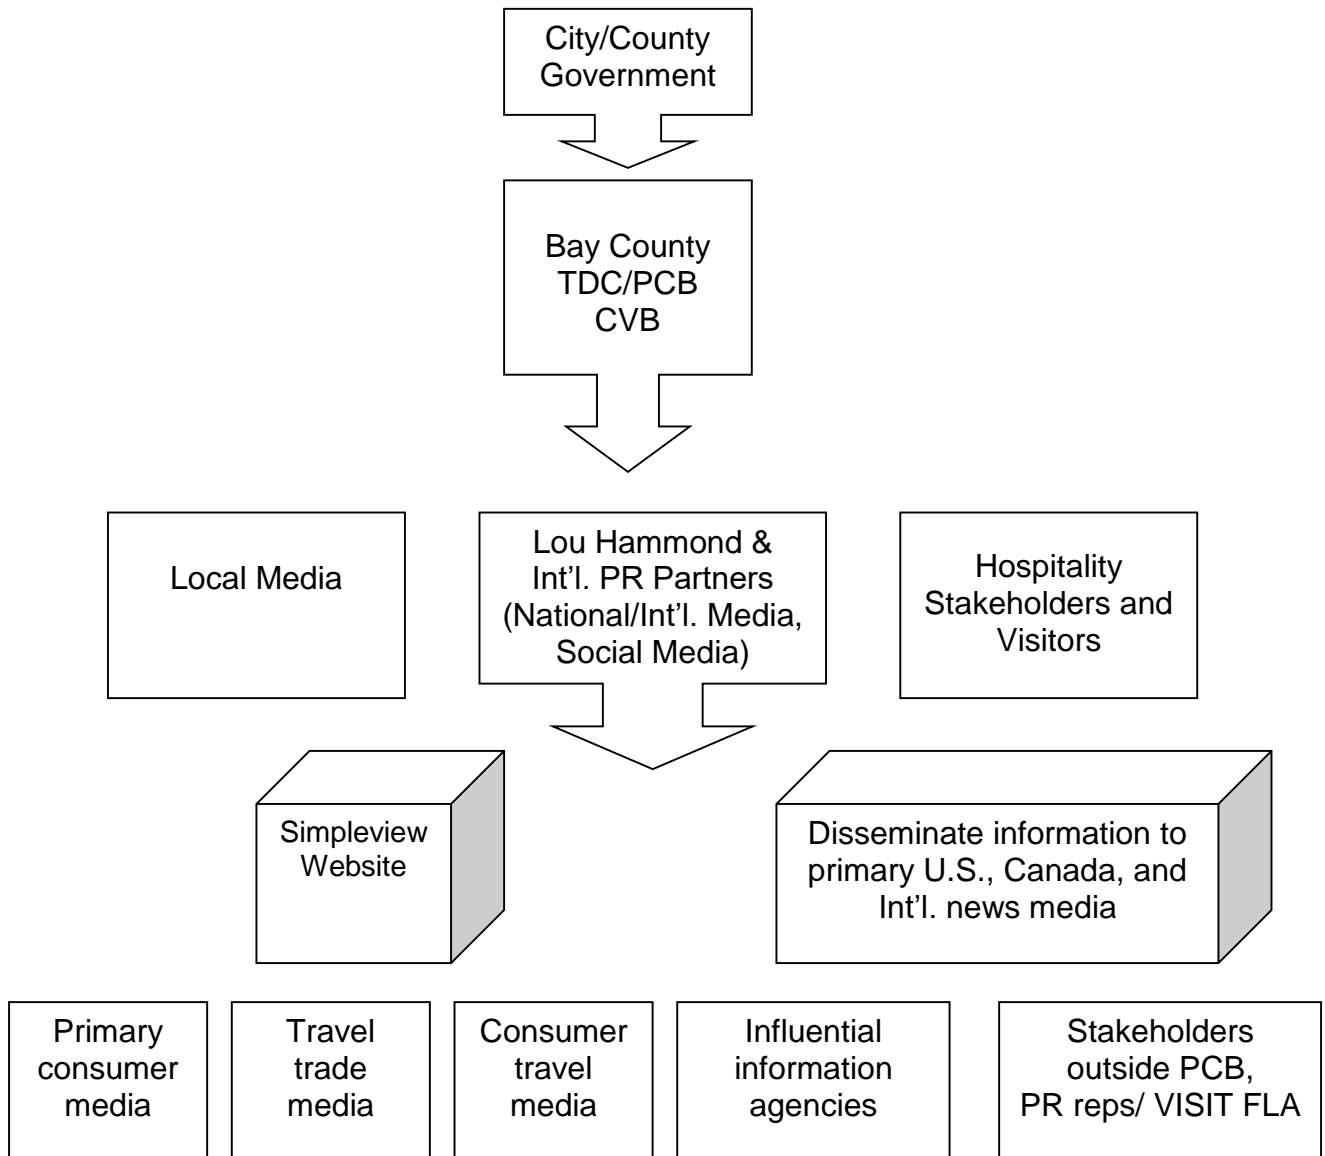 City/County
Government
Bay County
TDC/PCB
CVB
Local Media
Lou Hammond &
Int'l. PR Partners
(National/Int'l. Media,
Social Media)
Hospitality
Stakeholders and
Visitors
Simpleview
Website
Disseminate information to
primary U.S., Canada, and
Int'l. news media
Primary
consumer
media
Travel
trade
media
Consumer
travel
media
Influential
information
agencies
Stakeholders
outside PCB,
PR reps/ VISIT FLA